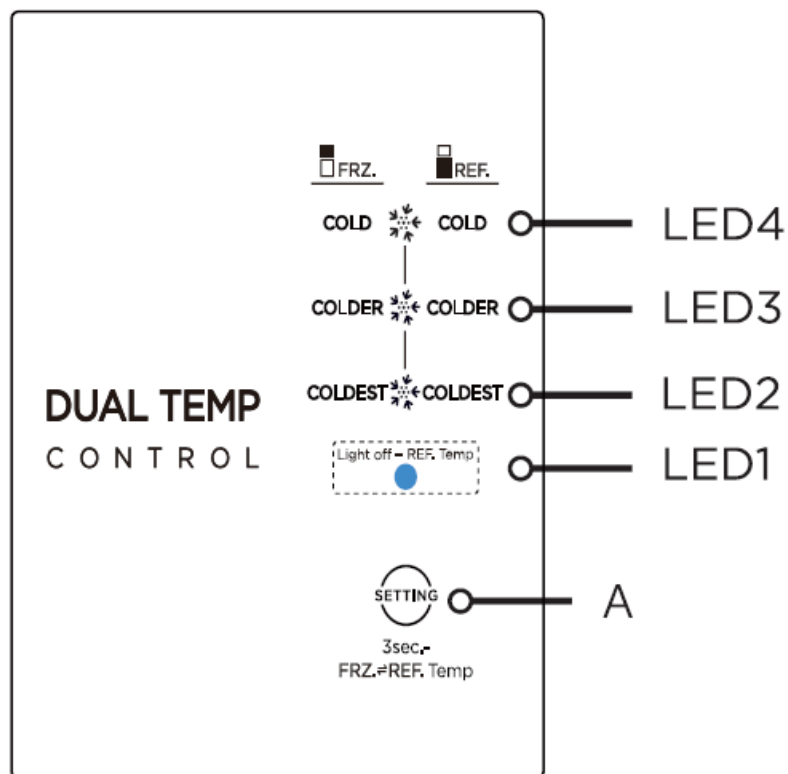 FRZ. REF.
COLD COLD LED4
COLDER COLDER LED3
COLDEST COLDEST LED2
DUAL TEMP
CONTROL
Light off – REF. Temp
LED1
SETTING
A
3sec.-
FRZ.⇌REF. Temp